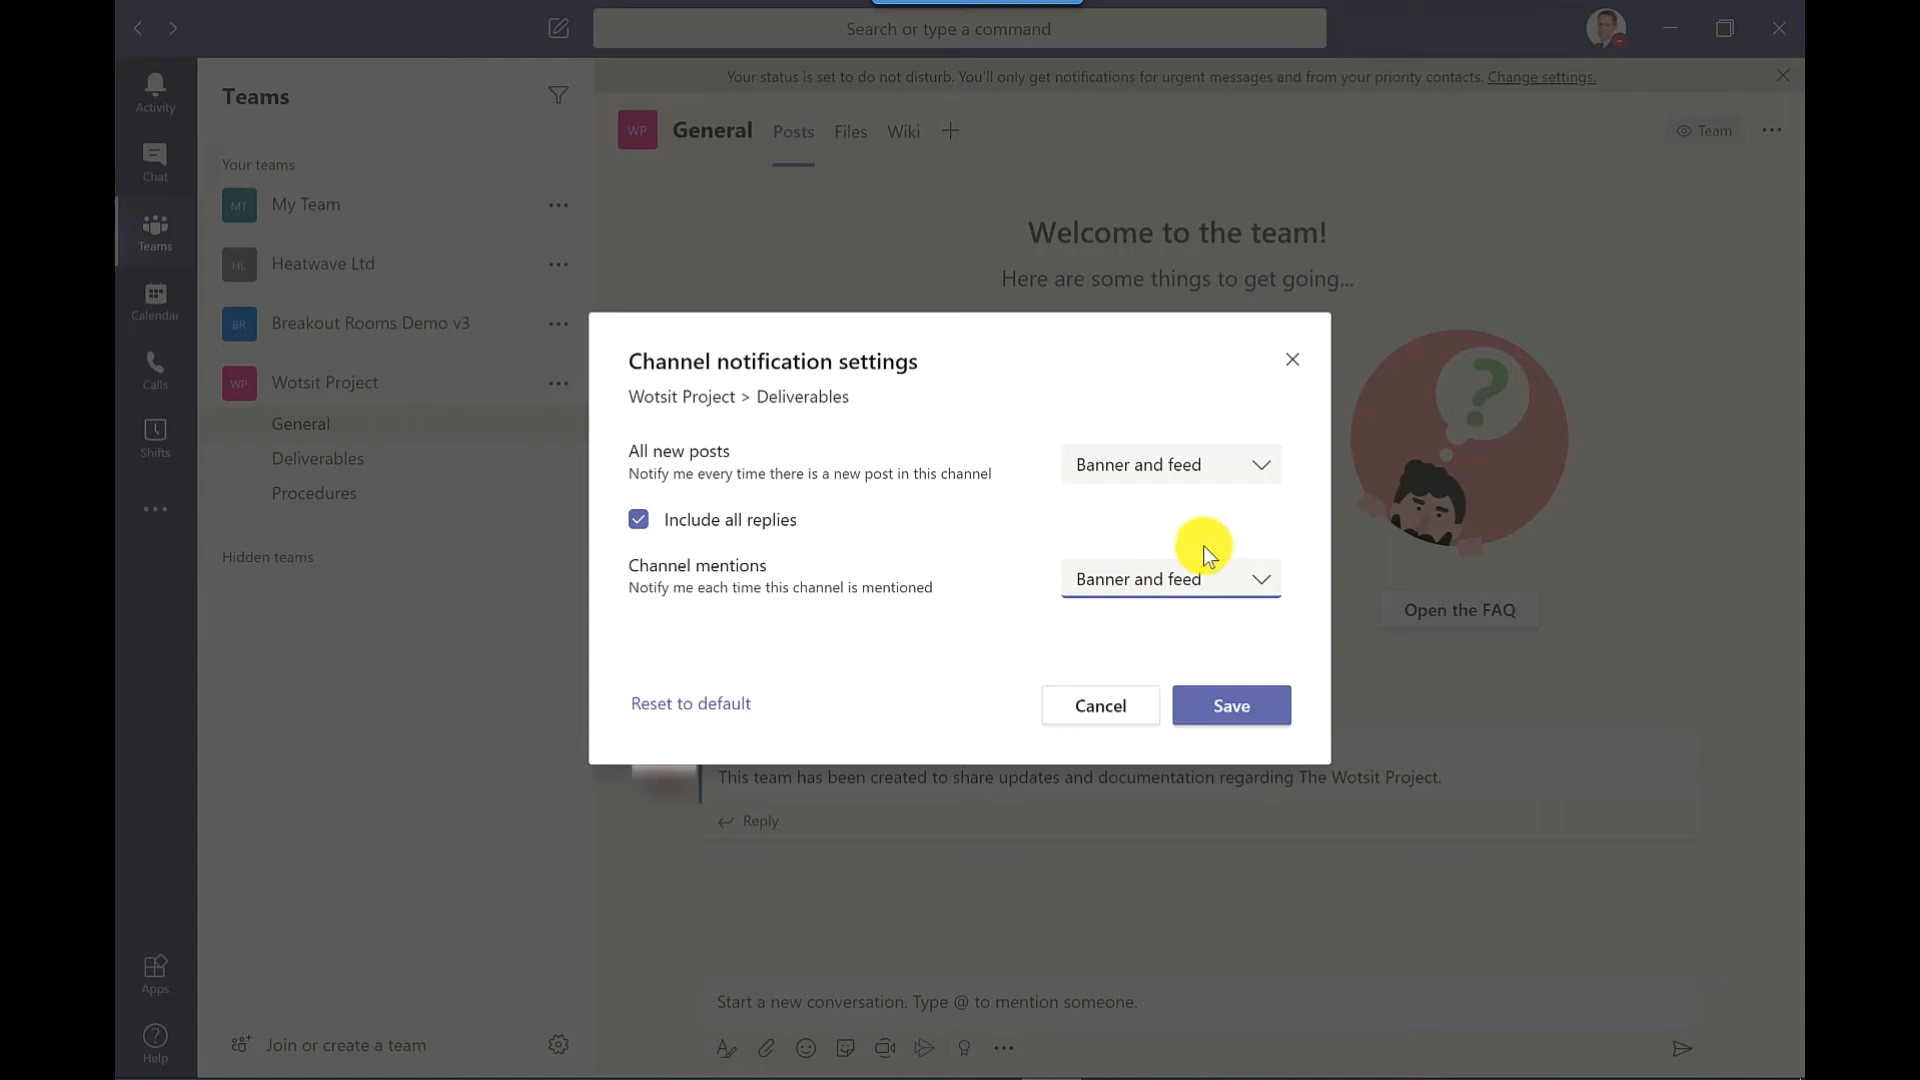 Search or type a command
Your status is set to do not disturb. You'll only get notifications for urgent messages and from your priority contacts. Change settings.
Activity
Chat
Teams
Calendar
Calls
Shifts
Apps
Help
Teams
Your teams
MT My Team
HL Heatwave Ltd
BR Breakout Rooms Demo v3
WP Wotsit Project
General
Deliverables
Procedures
Hidden teams
Join or create a team
WP General Posts Files Wiki
Team
Welcome to the team!
Here are some things to get going...
Channel notification settings
Wotsit Project > Deliverables
All new posts
Banner and feed
Notify me every time there is a new post in this channel
Include all replies
Channel mentions
Banner and feed
Notify me each time this channel is mentioned
Reset to default
Cancel
Save
Open the FAQ
This team has been created to share updates and documentation regarding The Wotsit Project.
Reply
Start a new conversation. Type @ to mention someone.